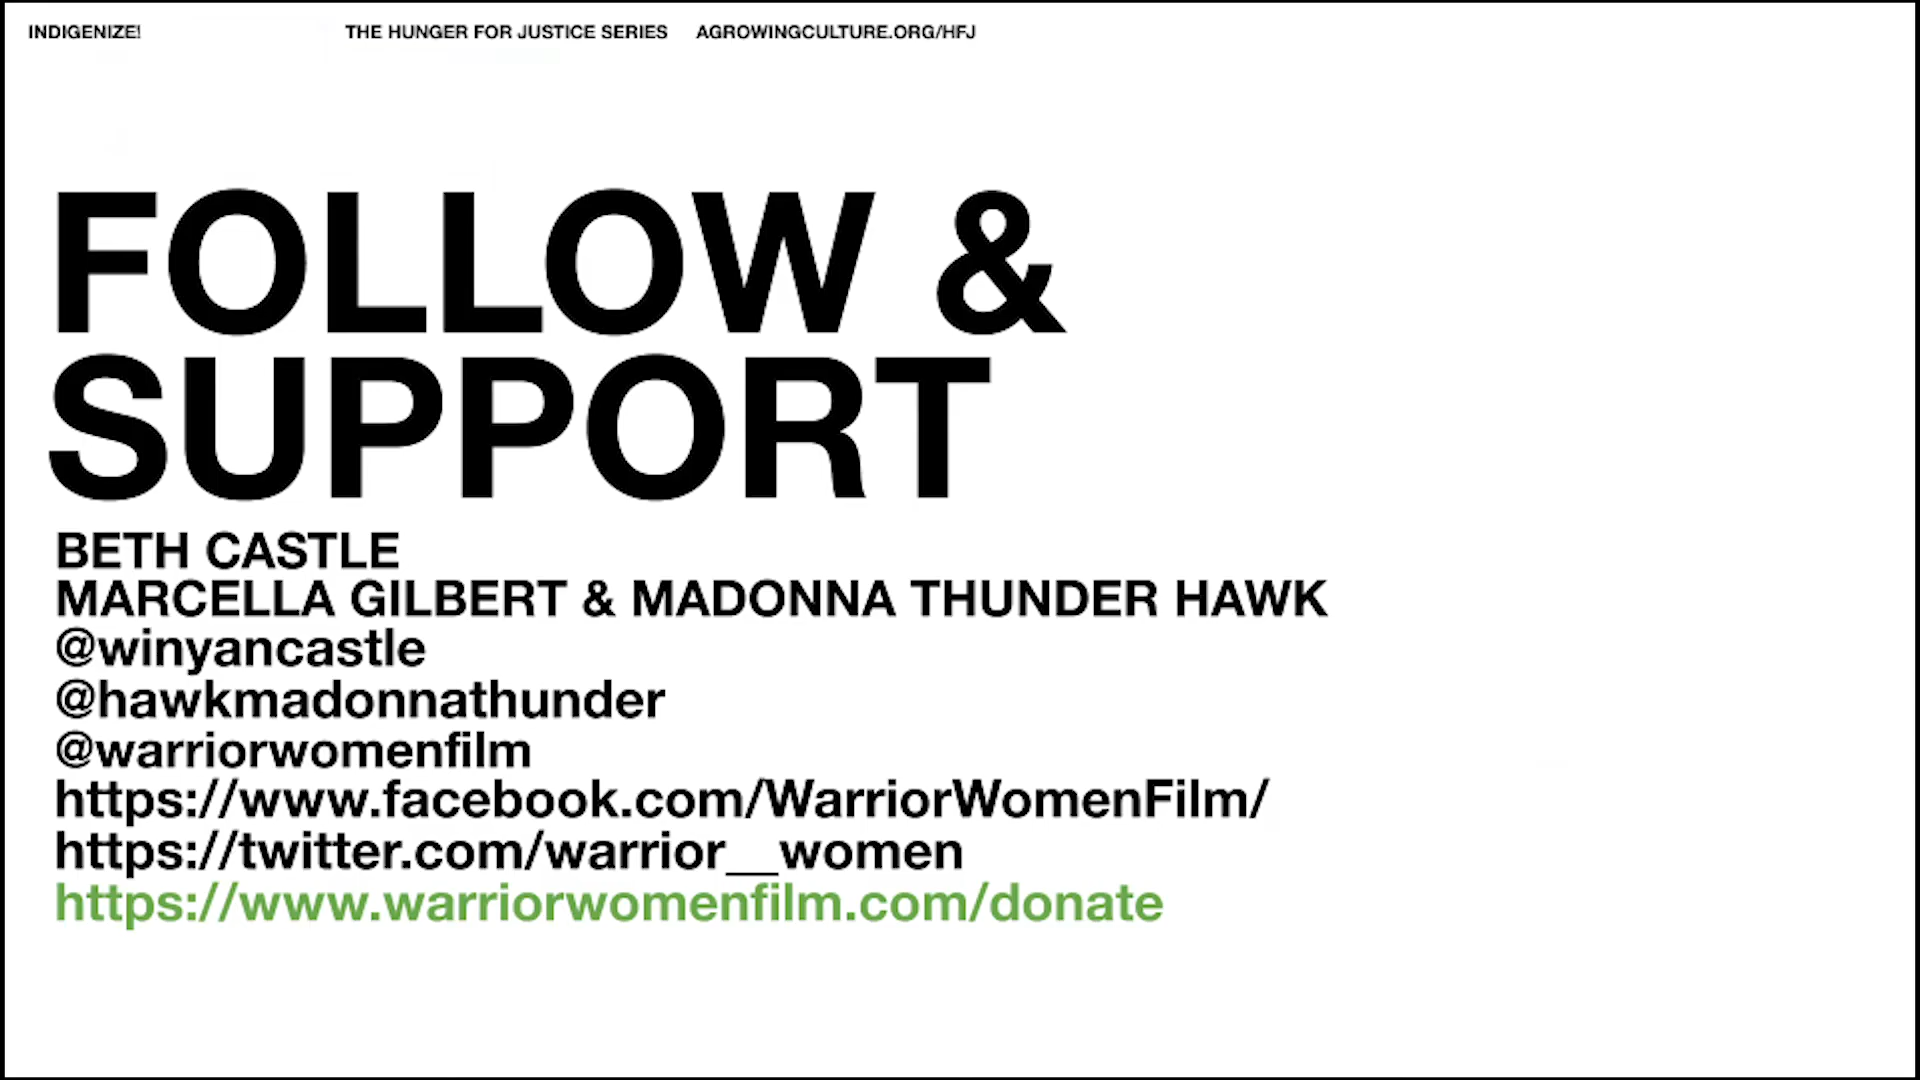 INDIGENIZE! THE HUNGER FOR JUSTICE SERIES AGROWINGCULTURE.ORG/HFJ
FOLLOW &
SUPPORT
BETH CASTLE
MARCELLA GILBERT & MADONNA THUNDER HAWK
@winyancastle
@hawkmadonnathunder
@warriorwomenfilm
https://www.facebook.com/WarriorWomenFilm/
https://twitter.com/warrior__women
https://www.warriorwomenfilm.com/donate